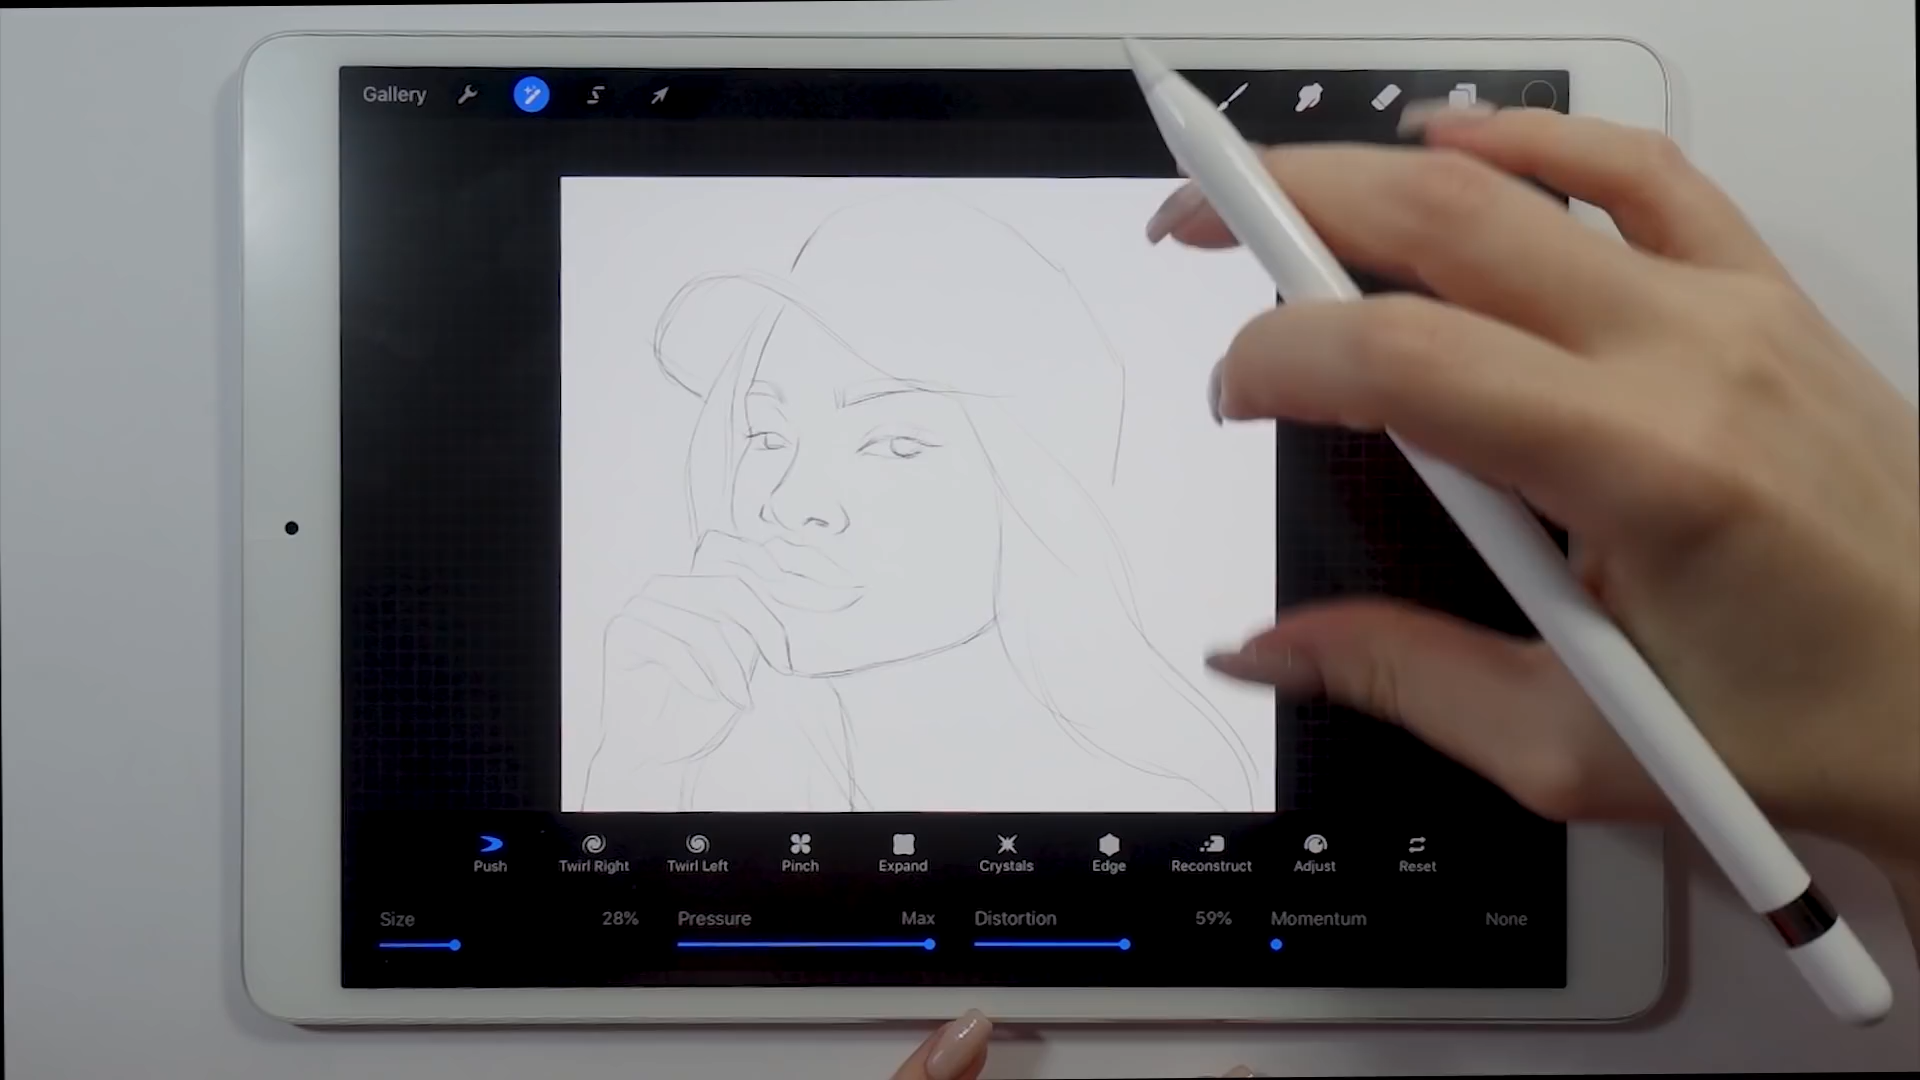 Gallery
Push Twirl Right Twirl Left Pinch Expand Crystals Edge Reconstruct Adjust Reset
Size 28% Pressure Max Distortion 59% Momentum None